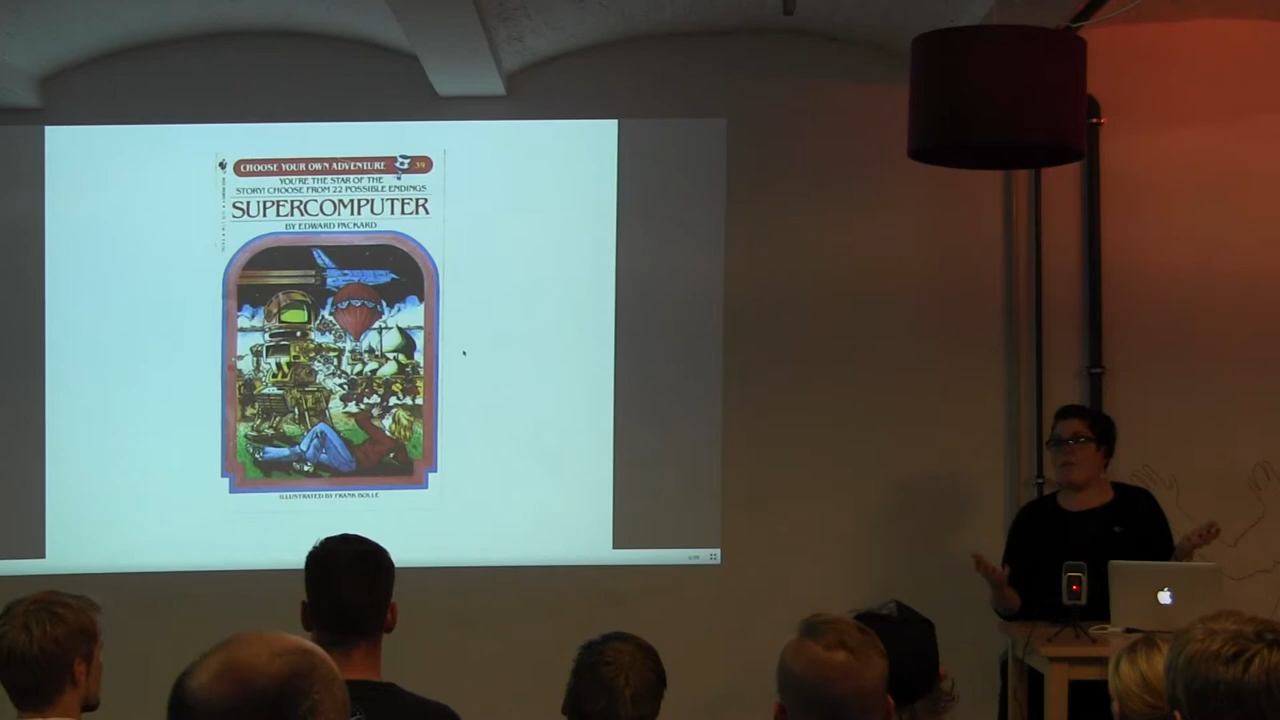 CHOOSE YOUR OWN ADVENTURE 39
YOU'RE THE STAR OF THE
STORY! CHOOSE FROM 22 POSSIBLE ENDINGS
SUPERCOMPUTER
BY EDWARD PACKARD
ILLUSTRATED BY FRANK BOLLE